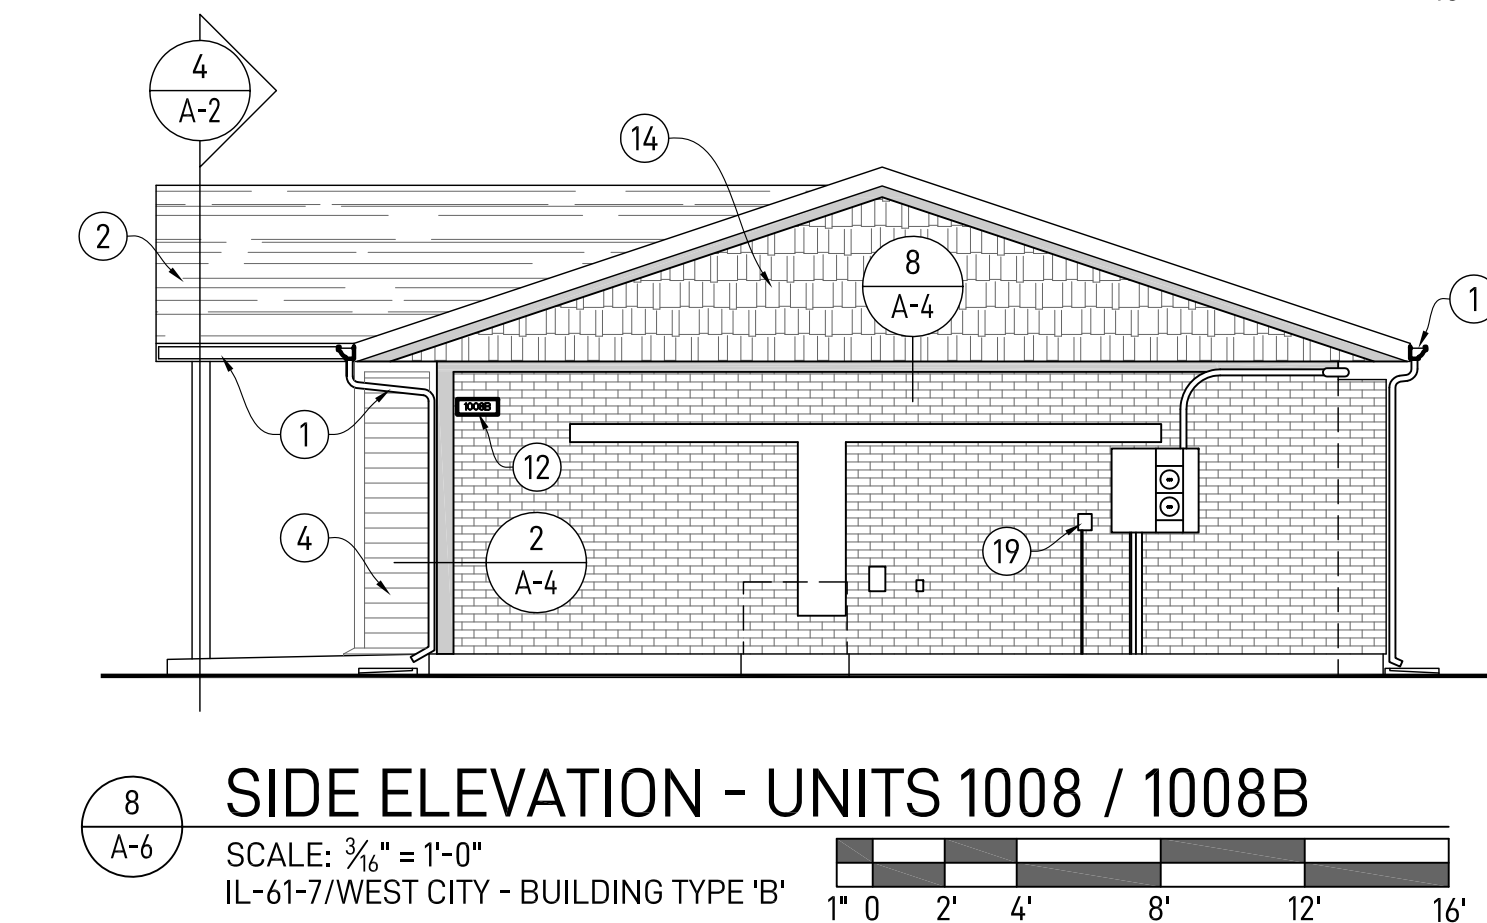 4
A-2
14
2
8
A-4
1
1008B
1
12
2
A-4
4
19
8
A-6
SIDE ELEVATION - UNITS 1008 / 1008B
SCALE: 3/16" = 1'-0"
IL-61-7/WEST CITY - BUILDING TYPE 'B'
1" 0 2' 4' 8' 12' 16'